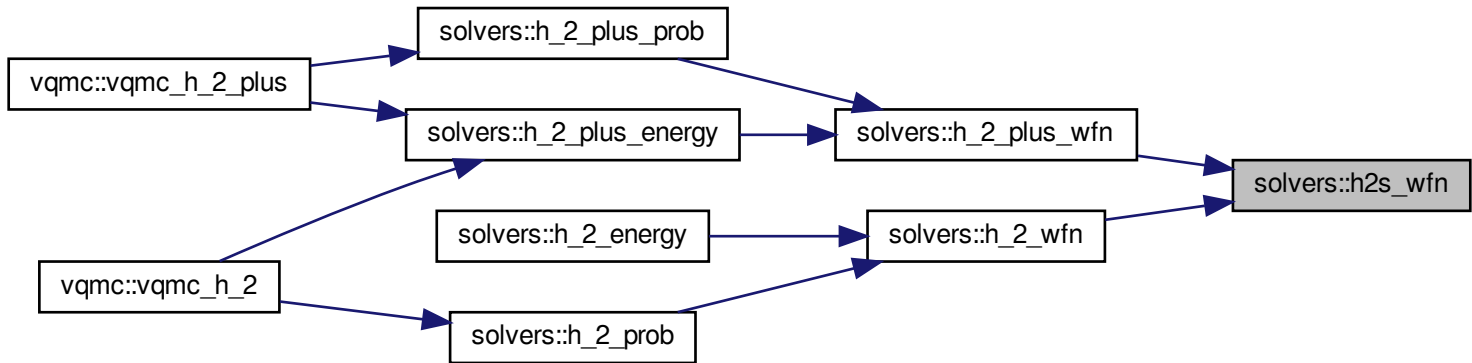 solvers::h_2_plus_prob
vqmc::vqmc_h_2_plus
solvers::h_2_plus_energy
solvers::h_2_plus_wfn
solvers::h2s_wfn
solvers::h_2_energy
solvers::h_2_wfn
vqmc::vqmc_h_2
solvers::h_2_prob